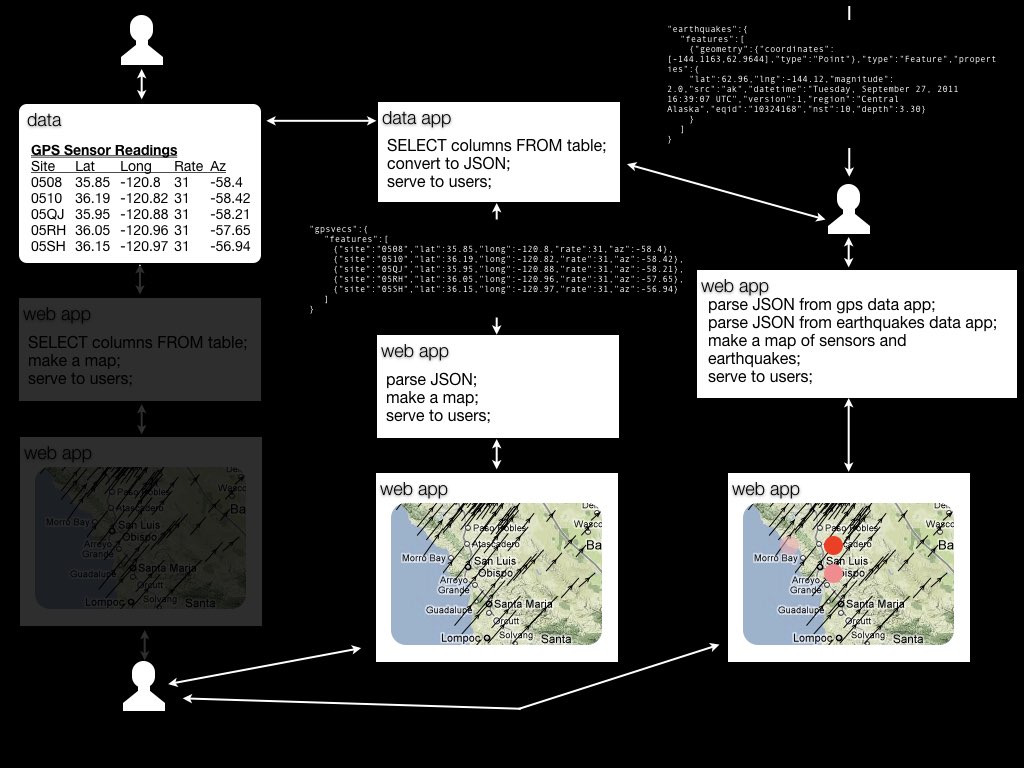 data
GPS Sensor Readings
Site Lat Long Rate Az
0508 35.85 -120.8 31 -58.4
0510 36.19 -120.82 31 -58.42
05QJ 35.95 -120.88 31 -58.21
05RH 36.05 -120.96 31 -57.65
05SH 36.15 -120.97 31 -56.94
web app
SELECT columns FROM table;
make a map;
serve to users;
web app
Paso Robles
Atascadero
Morro Bay
San Luis
Obispo
Arroyo
Grande
Guadalupe
Santa Maria
Lompoc
Solvang
Santa
Wasc
Ba
data app
SELECT columns FROM table;
convert to JSON;
serve to users;
"gpsvecs":{
"features":[
{"site":"0508","lat":35.85,"long":-120.8,"rate":31,"az":-58.4},
{"site":"0510","lat":36.19,"long":-120.82,"rate":31,"az":-58.42},
{"site":"05QJ","lat":35.95,"long":-120.88,"rate":31,"az":-58.21},
{"site":"05RH","lat":36.05,"long":-120.96,"rate":31,"az":-57.65},
{"site":"05SH","lat":36.15,"long":-120.97,"rate":31,"az":-56.94}
]
}
web app
parse JSON;
make a map;
serve to users;
web app
Paso Robles
Wasco
Atascadero
Ba
Morro Bay
San Luis
Obispo
Arroyo
Grande
Guadalupe
Santa Maria
Orcutt
Lompoc
Solvang
Santa
"earthquakes":{
"features":[
{"geometry":{"coordinates":
[-144.1163,62.9644],"type":"Point"},"type":"Feature","propert
ies":{
"lat":62.96,"lng":-144.12,"magnitude":
2.0,"src":"ak","datetime":"Tuesday, September 27, 2011
16:39:07 UTC","version":1,"region":"Central
Alaska","eqid":"10324168","nst":10,"depth":3.30}
}
]
}
web app
parse JSON from gps data app;
parse JSON from earthquakes data app;
make a map of sensors and
earthquakes;
serve to users;
web app
Paso Robles
Wasco
Ba
Morro Bay
San Luis
Arroyo
Grande
Guadalupe
Santa Maria
Orcutt
Lompoc
Solvang
Santa